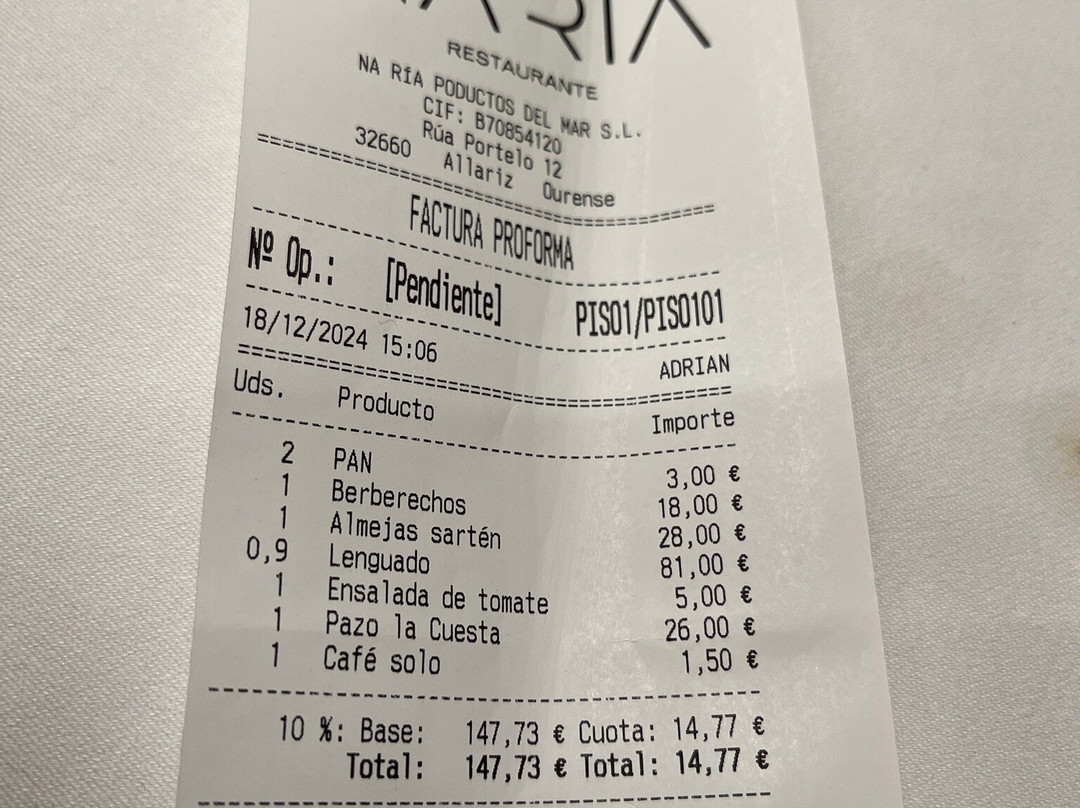 RESTAURANTE
NA RíA PODUCTOS DEL MAR S.L.
CIF: B70854120
Rúa Portelo 12
32660 Allariz Ourense
FACTURA PROFORMA
Nº Op.: [Pendiente] PISO1/PISO101
18/12/2024 15:06 ADRIAN
Uds. Producto Importe
2 PAN 3,00 €
1 Berberechos 18,00 €
1 Almejas sartén 28,00 €
0,9 Lenguado 81,00 €
1 Ensalada de tomate 5,00 €
1 Pazo la Cuesta 26,00 €
1 Café solo 1,50 €
10 %: Base: 147,73 € Cuota: 14,77 €
Total: 147,73 € Total: 14,77 €